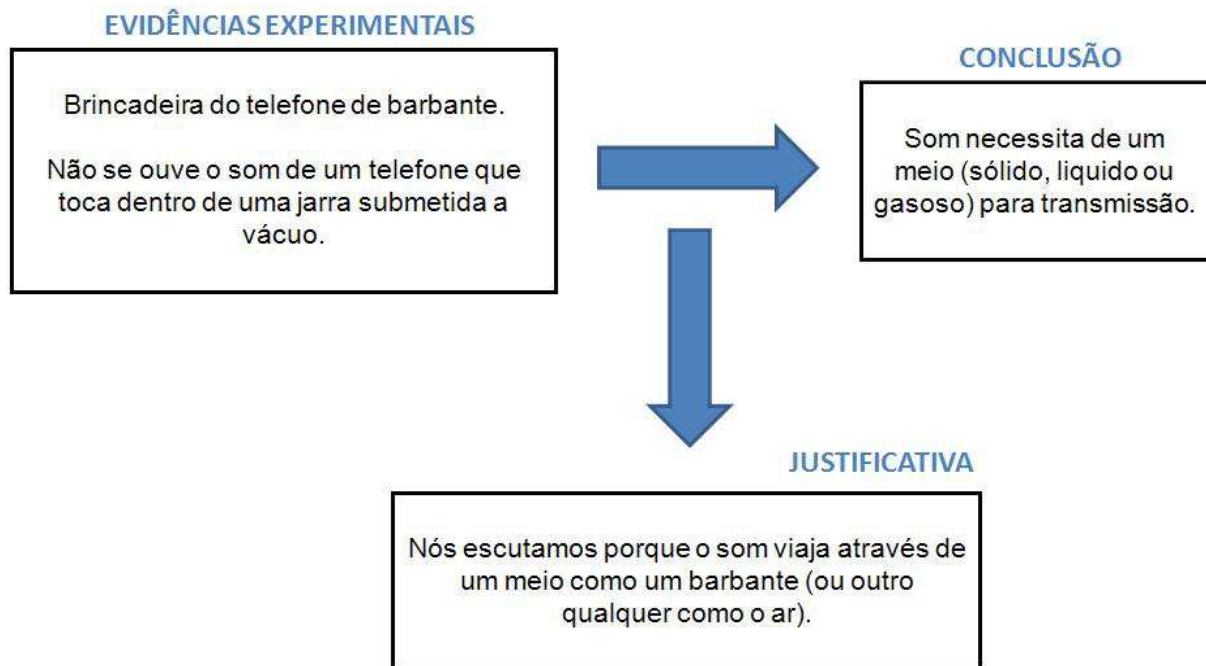 EVIDÊNCIAS EXPERIMENTAIS
Brincadeira do telefone de barbante.
Não se ouve o som de um telefone que
toca dentro de uma jarra submetida a
vácuo.
CONCLUSÃO
Som necessita de um
meio (sólido, liquido ou
gasoso) para transmissão.
JUSTIFICATIVA
Nós escutamos porque o som viaja através de
um meio como um barbante (ou outro
qualquer como o ar).